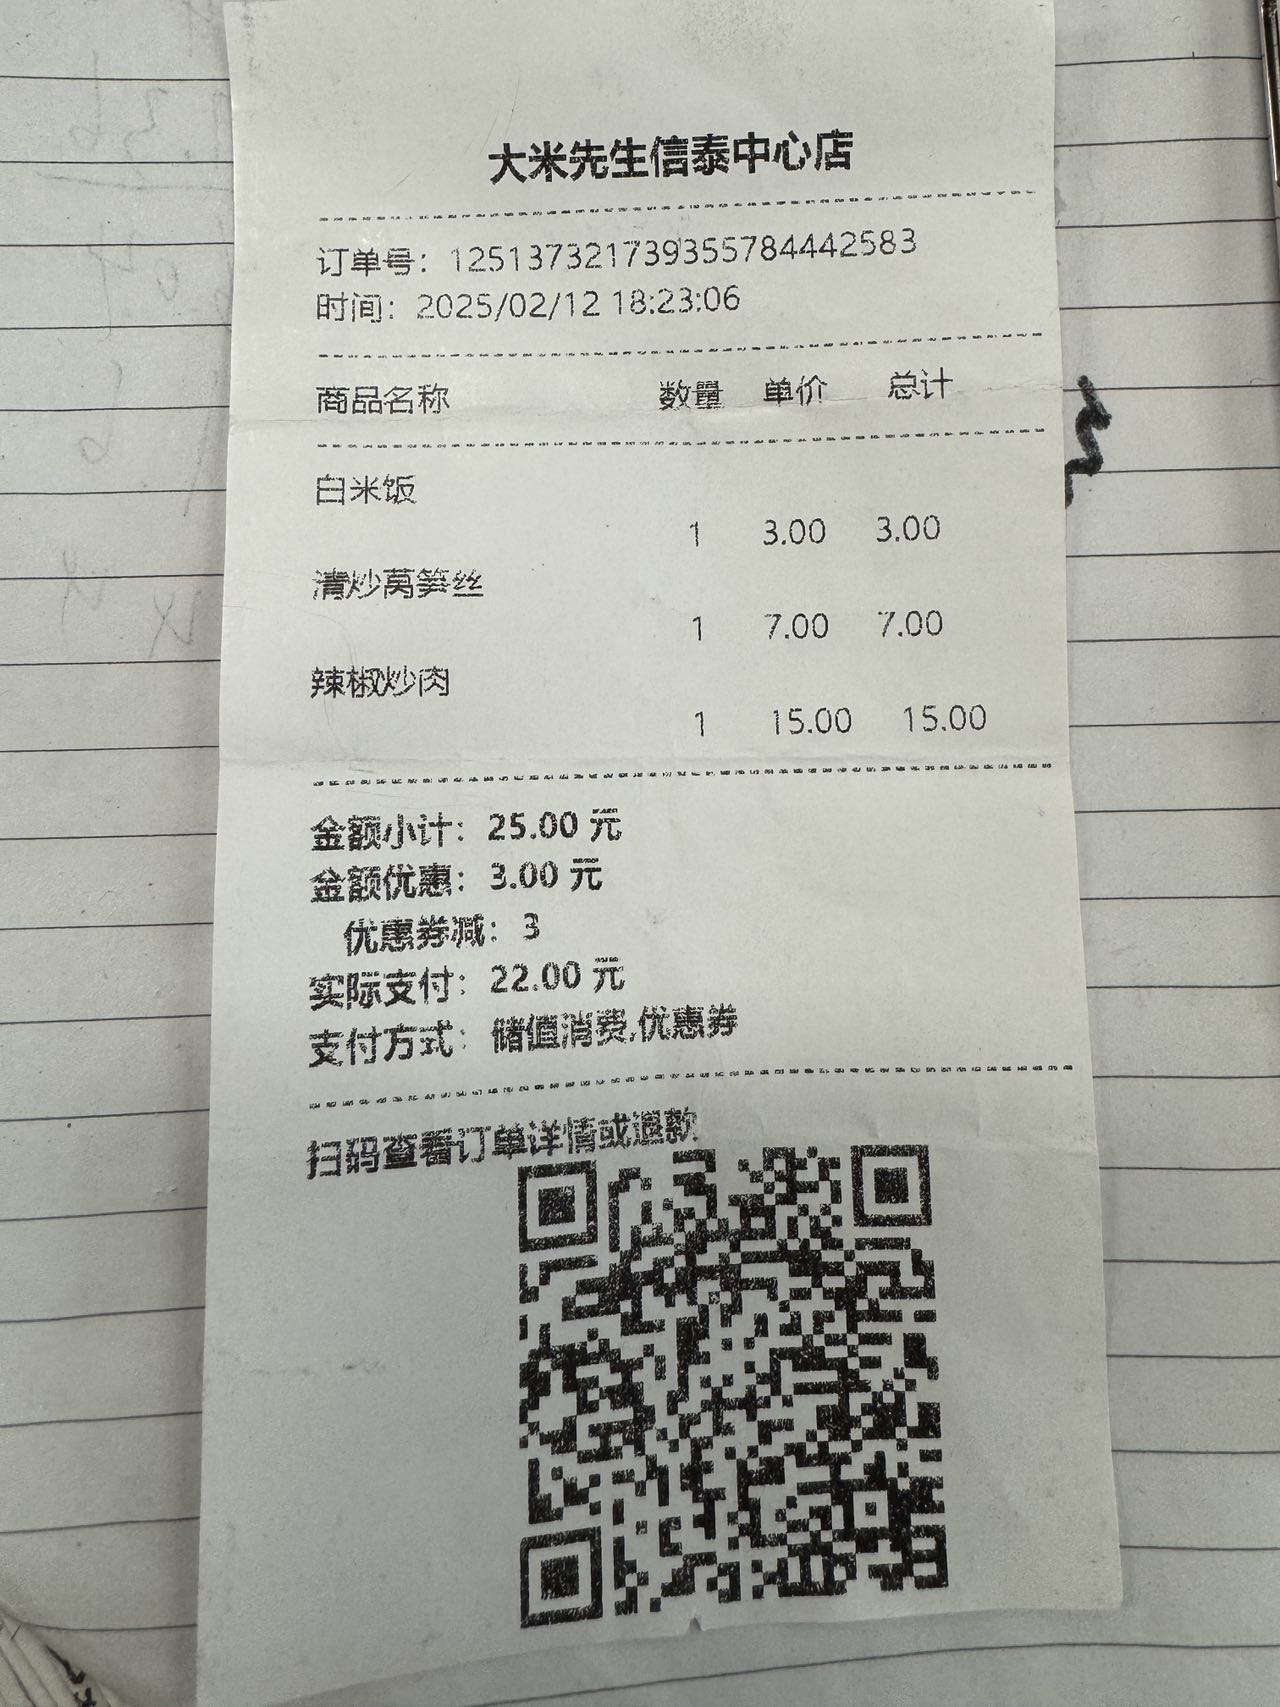 大米先生信泰中心店
订单号：1251373217393557844​42583
时间：2025/02/12 18:23:06
商品名称 数量 单价 总计
白米饭
1 3.00 3.00
清炒莴笋丝
1 7.00 7.00
辣椒炒肉
1 15.00 15.00
金额小计：25.00 元
金额优惠：3.00 元
优惠券减：3
实际支付：22.00 元
支付方式：储值消费,优惠券
扫码查看订单详情或退款